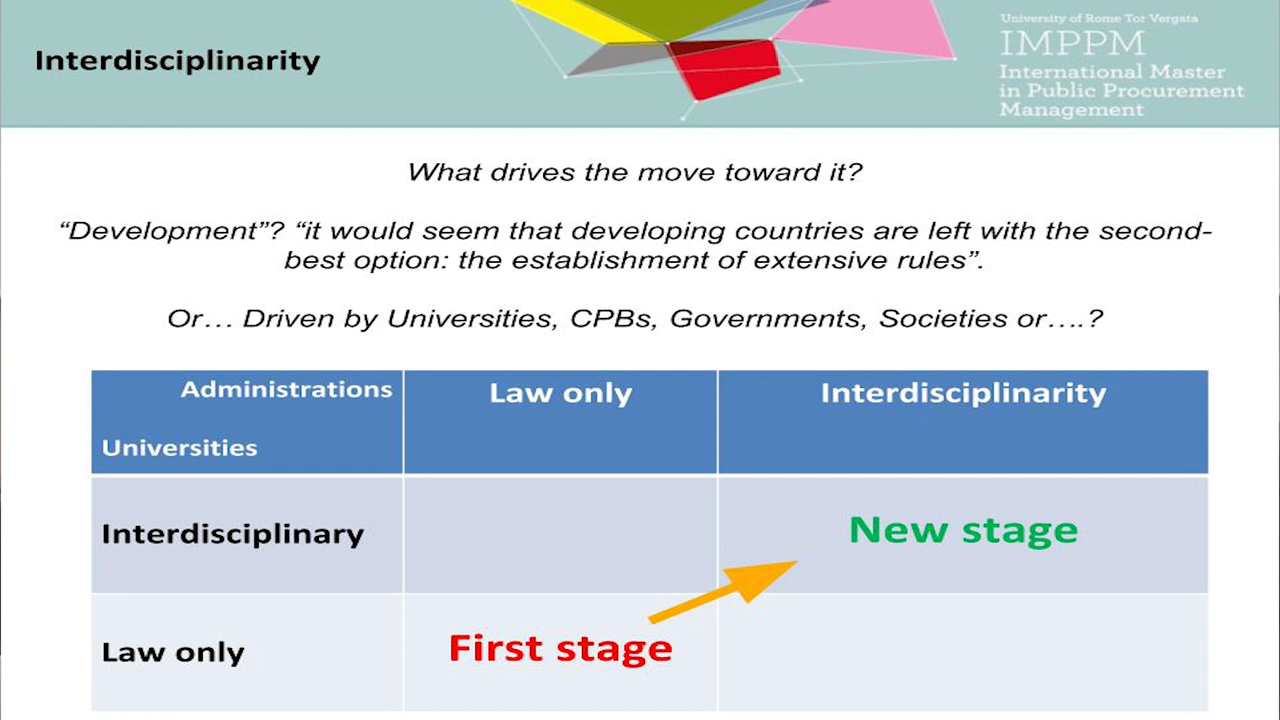 Interdisciplinarity
University of Rome Tor Vergata
IMPPM
International Master
in Public Procurement
Management
What drives the move toward it?
“Development”? “it would seem that developing countries are left with the second-
best option: the establishment of extensive rules”.
Or… Driven by Universities, CPBs, Governments, Societies or….?
Administrations
Universities
Law only
Interdisciplinarity
Interdisciplinary
New stage
Law only
First stage